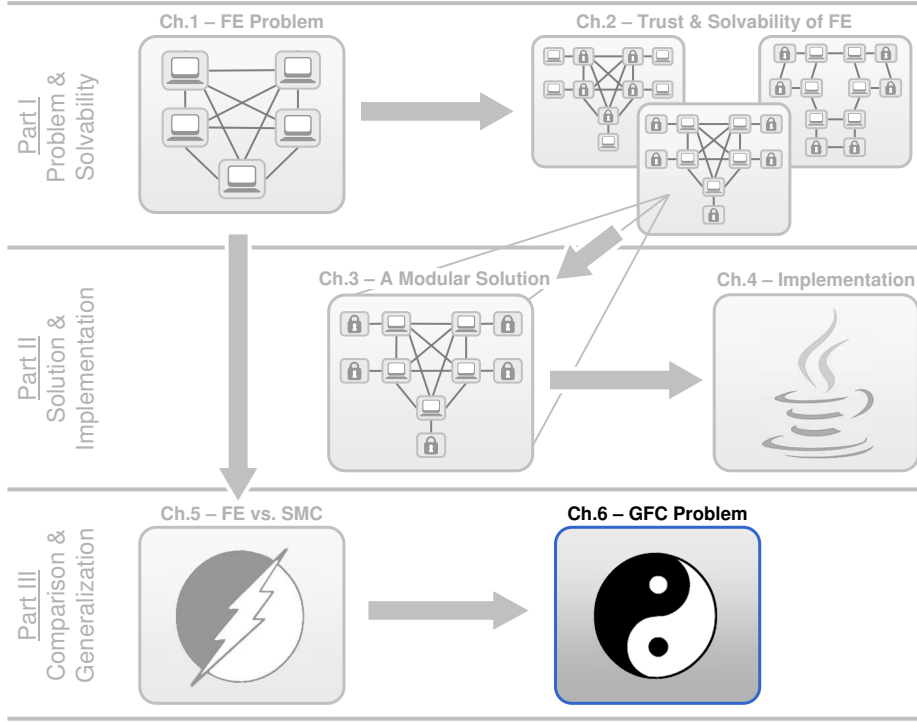 Ch.1 – FE Problem
Ch.2 – Trust & Solvability of FE
Part I
Problem &
Solvability
Ch.3 – A Modular Solution
Ch.4 – Implementation
Part II
Solution &
Implementation
Ch.5 – FE vs. SMC
Ch.6 – GFC Problem
Part III
Comparison &
Generalization